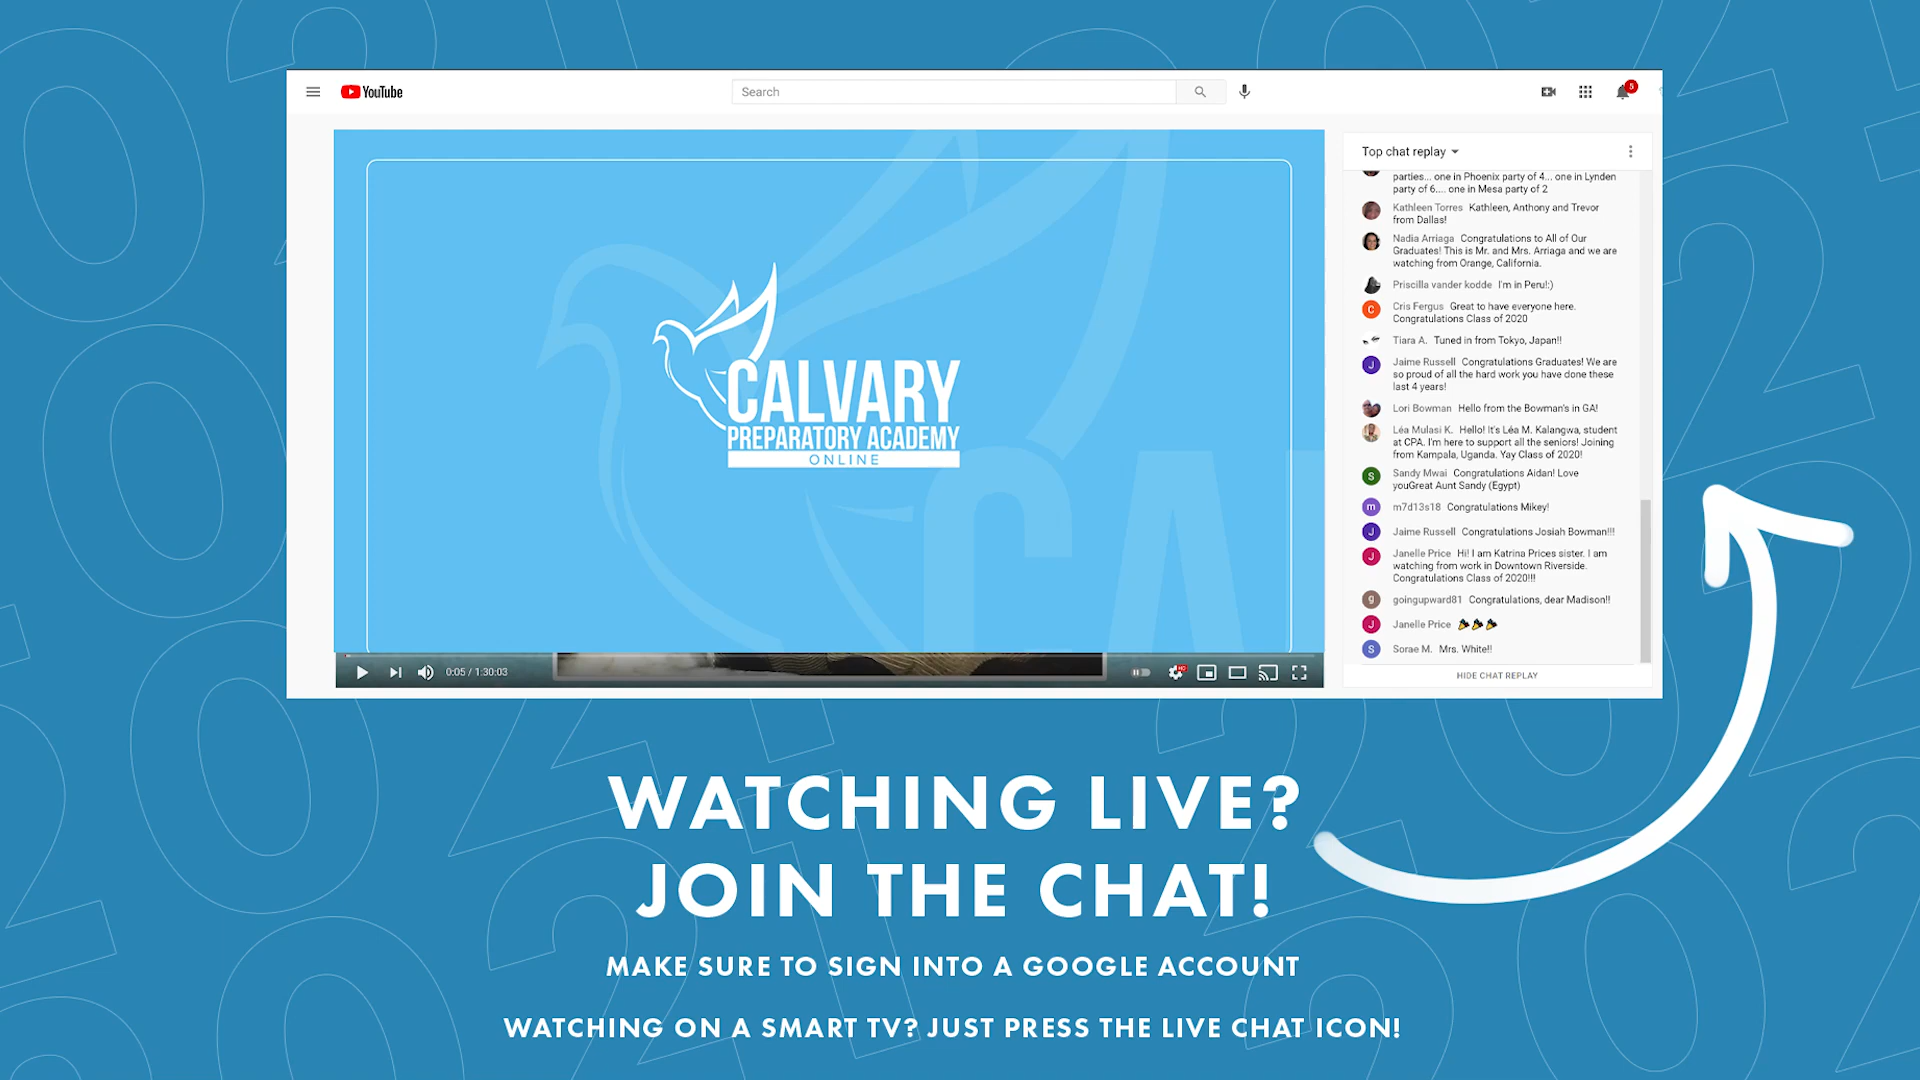 YouTube
Search
5
CALVARY
PREPARATORY ACADEMY
ONLINE
CA
0:05 / 1:30:03
HD
Top chat replay
parties... one in Phoenix party of 4... one in Lynden
party of 6.... one in Mesa party of 2
Kathleen Torres Kathleen, Anthony and Trevor
from Dallas!
Nadia Arriaga Congratulations to All of Our
Graduates! This is Mr. and Mrs. Arriaga and we are
watching from Orange, California.
Priscilla vander kodde I'm in Peru!:)
C
Cris Fergus Great to have everyone here.
Congratulations Class of 2020
Tiara A. Tuned in from Tokyo, Japan!!
J
Jaime Russell Congratulations Graduates! We are
so proud of all the hard work you have done these
last 4 years!
Lori Bowman Hello from the Bowman's in GA!
Léa Mulasi K. Hello! It's Léa M. Kalangwa, student
at CPA. I'm here to support all the seniors! Joining
from Kampala, Uganda. Yay Class of 2020!
S
Sandy Mwai Congratulations Aidan! Love
youGreat Aunt Sandy (Egypt)
m
m7d13s18 Congratulations Mikey!
J
Jaime Russell Congratulations Josiah Bowman!!!
J
Janelle Price Hi! I am Katrina Prices sister. I am
watching from work in Downtown Riverside.
Congratulations Class of 2020!!!
g
goingupward81 Congratulations, dear Madison!!
J
Janelle Price
S
Sorae M. Mrs. White!!
HIDE CHAT REPLAY
WATCHING LIVE?
JOIN THE CHAT!
MAKE SURE TO SIGN INTO A GOOGLE ACCOUNT
WATCHING ON A SMART TV? JUST PRESS THE LIVE CHAT ICON!